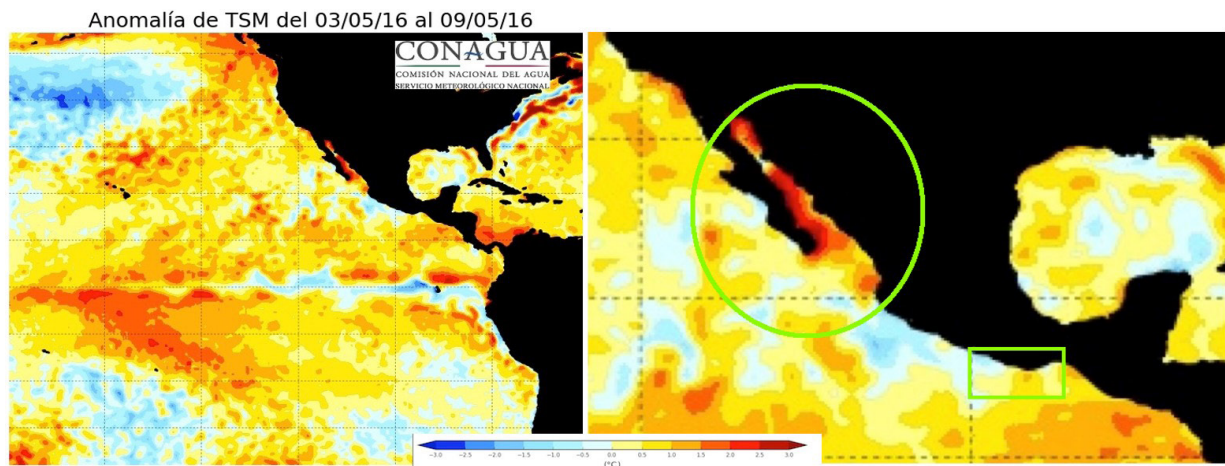 Anomalía de TSM del 03/05/16 al 09/05/16
CONAGUA
COMISIÓN NACIONAL DEL AGUA
SERVICIO METEOROLÓGICO NACIONAL
−3.0 −2.5 −2.0 −1.5 −1.0 −0.5 0.0 0.5 1.0 1.5 2.0 2.5 3.0
(°C)